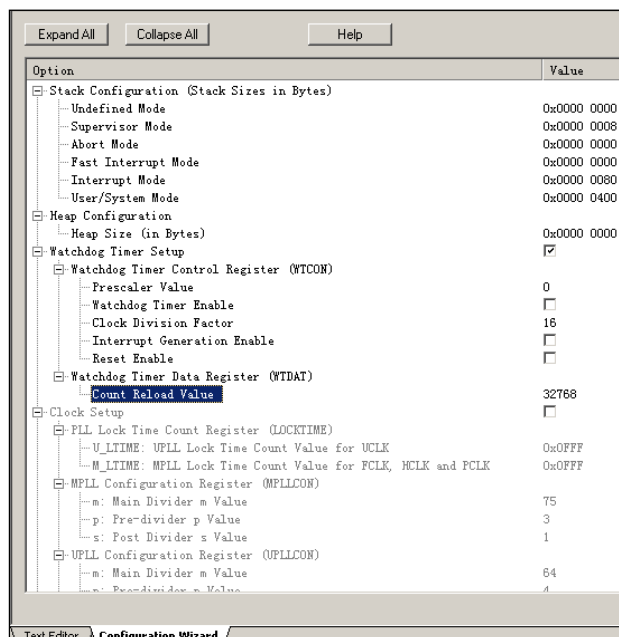 Expand All Collapse All Help
Option Value
Stack Configuration (Stack Sizes in Bytes)
Undefined Mode 0x0000 0000
Supervisor Mode 0x0000 0008
Abort Mode 0x0000 0000
Fast Interrupt Mode 0x0000 0000
Interrupt Mode 0x0000 0080
User/System Mode 0x0000 0400
Heap Configuration
Heap Size (in Bytes) 0x0000 0000
Watchdog Timer Setup
Watchdog Timer Control Register (WTCON)
Prescaler Value 0
Watchdog Timer Enable
Clock Division Factor 16
Interrupt Generation Enable
Reset Enable
Watchdog Timer Data Register (WTDAT)
Count Reload Value 32768
Clock Setup
PLL Lock Time Count Register (LOCKTIME)
U_LTIME: UPLL Lock Time Count Value for UCLK 0x0FFF
M_LTIME: MPLL Lock Time Count Value for FCLK, HCLK and PCLK 0x0FFF
MPLL Configuration Register (MPLLCON)
m: Main Divider m Value 75
p: Pre-divider p Value 3
s: Post Divider s Value 1
UPLL Configuration Register (UPLLCON)
m: Main Divider m Value 64
p: Pre-divider p Value 4
Text Editor Configuration Wizard